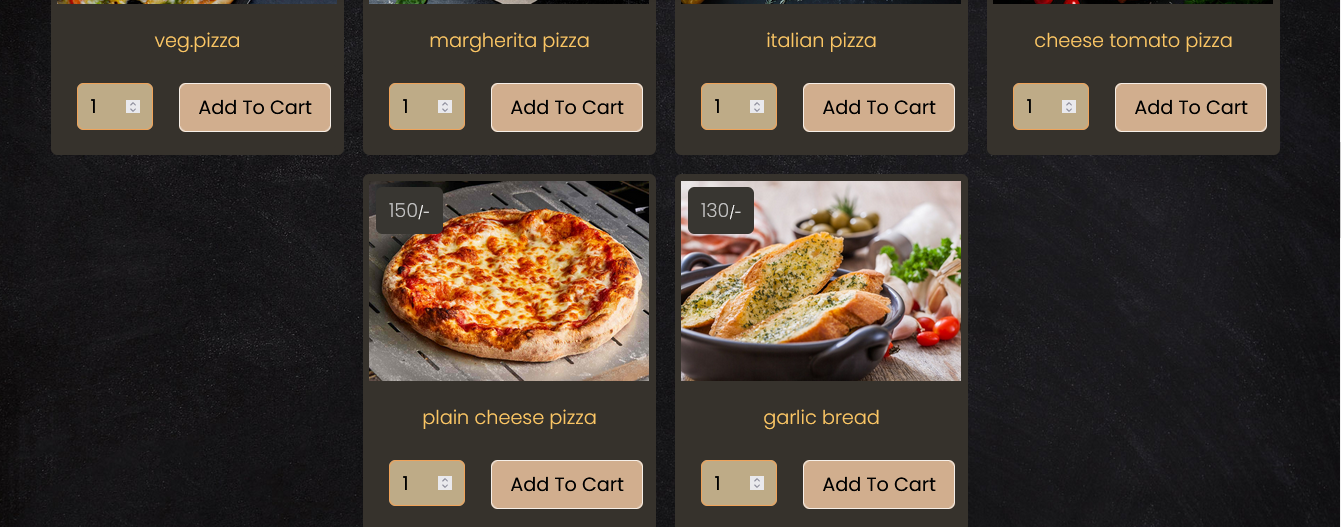 veg.pizza margherita pizza italian pizza cheese tomato pizza
1 Add To Cart 1 Add To Cart 1 Add To Cart 1 Add To Cart
150/- 130/-
plain cheese pizza garlic bread
1 Add To Cart 1 Add To Cart